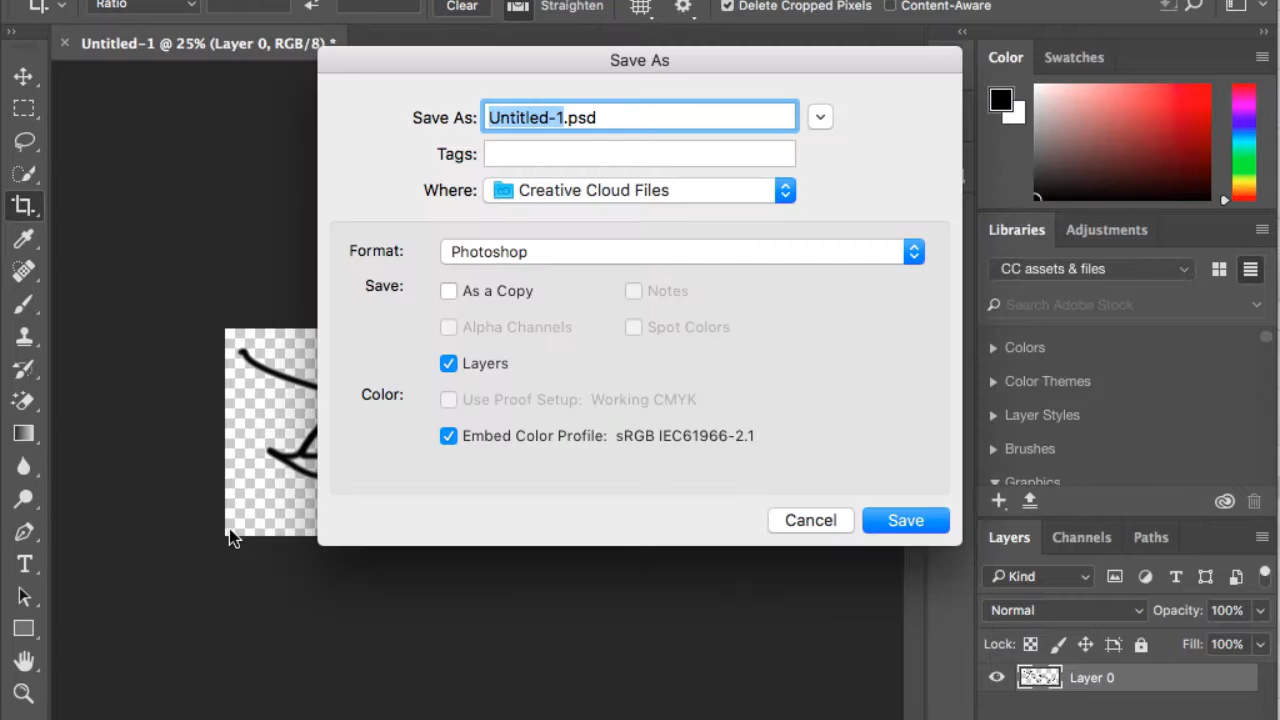 Ratio
Clear
Straighten
Delete Cropped Pixels
Content-Aware
Untitled-1 @ 25% (Layer 0, RGB/8) *
Save As
Save As: Untitled-1.psd
Tags:
Where: Creative Cloud Files
Format: Photoshop
Save: As a Copy
Notes
Alpha Channels
Spot Colors
Layers
Color: Use Proof Setup: Working CMYK
Embed Color Profile: sRGB IEC61966-2.1
Cancel
Save
Color
Swatches
Libraries
Adjustments
CC assets & files
Search Adobe Stock
Colors
Color Themes
Layer Styles
Brushes
Graphics
Layers
Channels
Paths
Kind
Normal
Opacity: 100%
Lock:
Fill: 100%
Layer 0